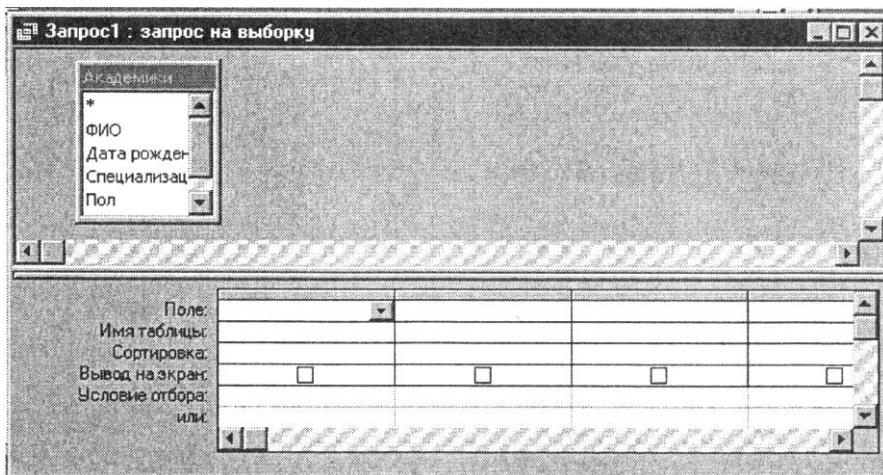 Запрос1 : запрос на выборку
Академики
*
ФИО
Дата рожден
Специализац
Пол
Поле:
Имя таблицы:
Сортировка:
Вывод на экран:
Условие отбора:
или: